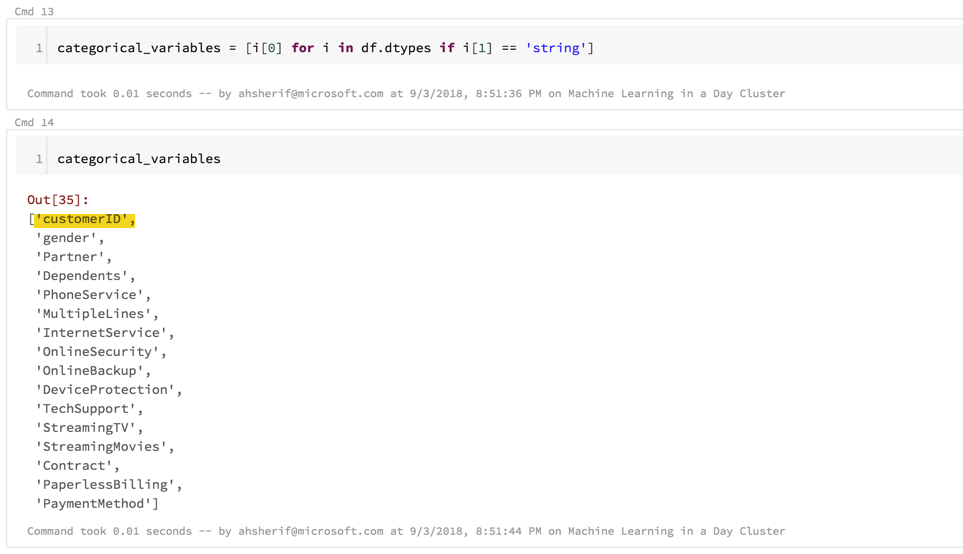 Cmd 13
1 categorical_variables = [i[0] for i in df.dtypes if i[1] == 'string']
Command took 0.01 seconds -- by ahsherif@microsoft.com at 9/3/2018, 8:51:36 PM on Machine Learning in a Day Cluster
Cmd 14
1 categorical_variables
Out[35]:
['customerID',
'gender',
'Partner',
'Dependents',
'PhoneService',
'MultipleLines',
'InternetService',
'OnlineSecurity',
'OnlineBackup',
'DeviceProtection',
'TechSupport',
'StreamingTV',
'StreamingMovies',
'Contract',
'PaperlessBilling',
'PaymentMethod']
Command took 0.01 seconds -- by ahsherif@microsoft.com at 9/3/2018, 8:51:44 PM on Machine Learning in a Day Cluster